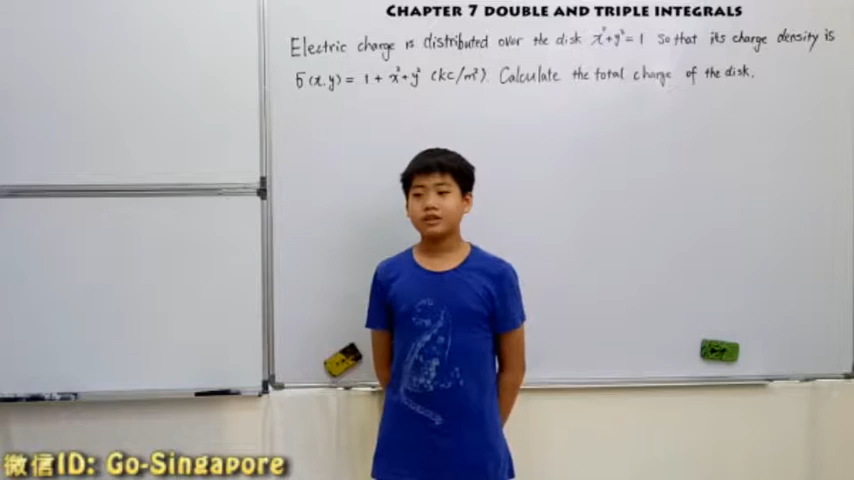 CHAPTER 7 DOUBLE AND TRIPLE INTEGRALS
Electric charge is distributed over the disk x²+y²=1 so that its charge density is
σ(x,y) = 1 + x²+y² (kc/m²). Calculate the total charge of the disk.
微信ID: Go-Singapore